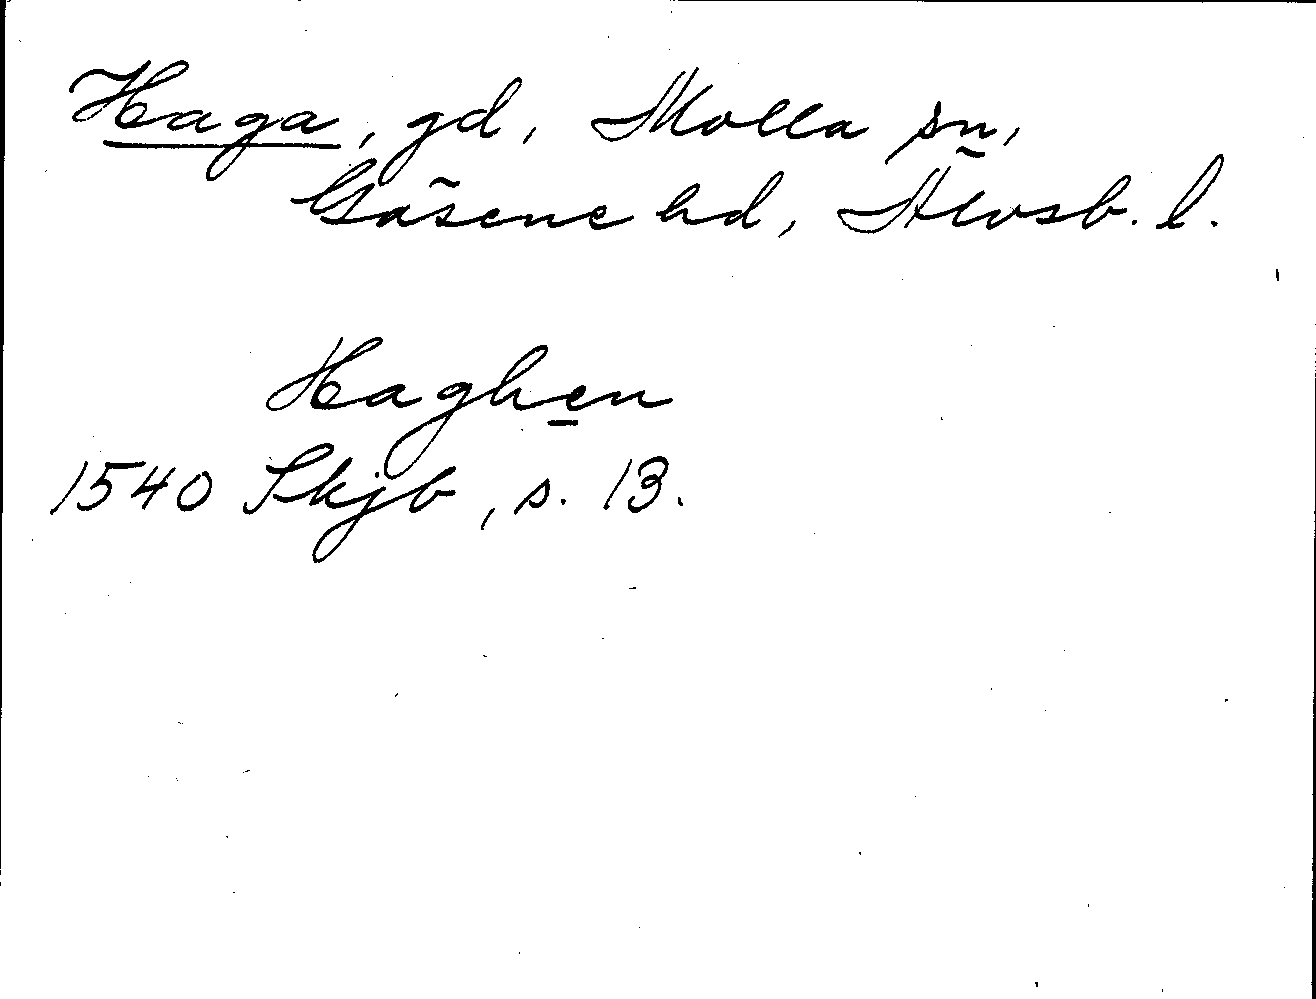 Haga, gd, Molla sn,
Gäsene hd, Älvsb. l.
Haghen
1540 Skjb, s. 13.